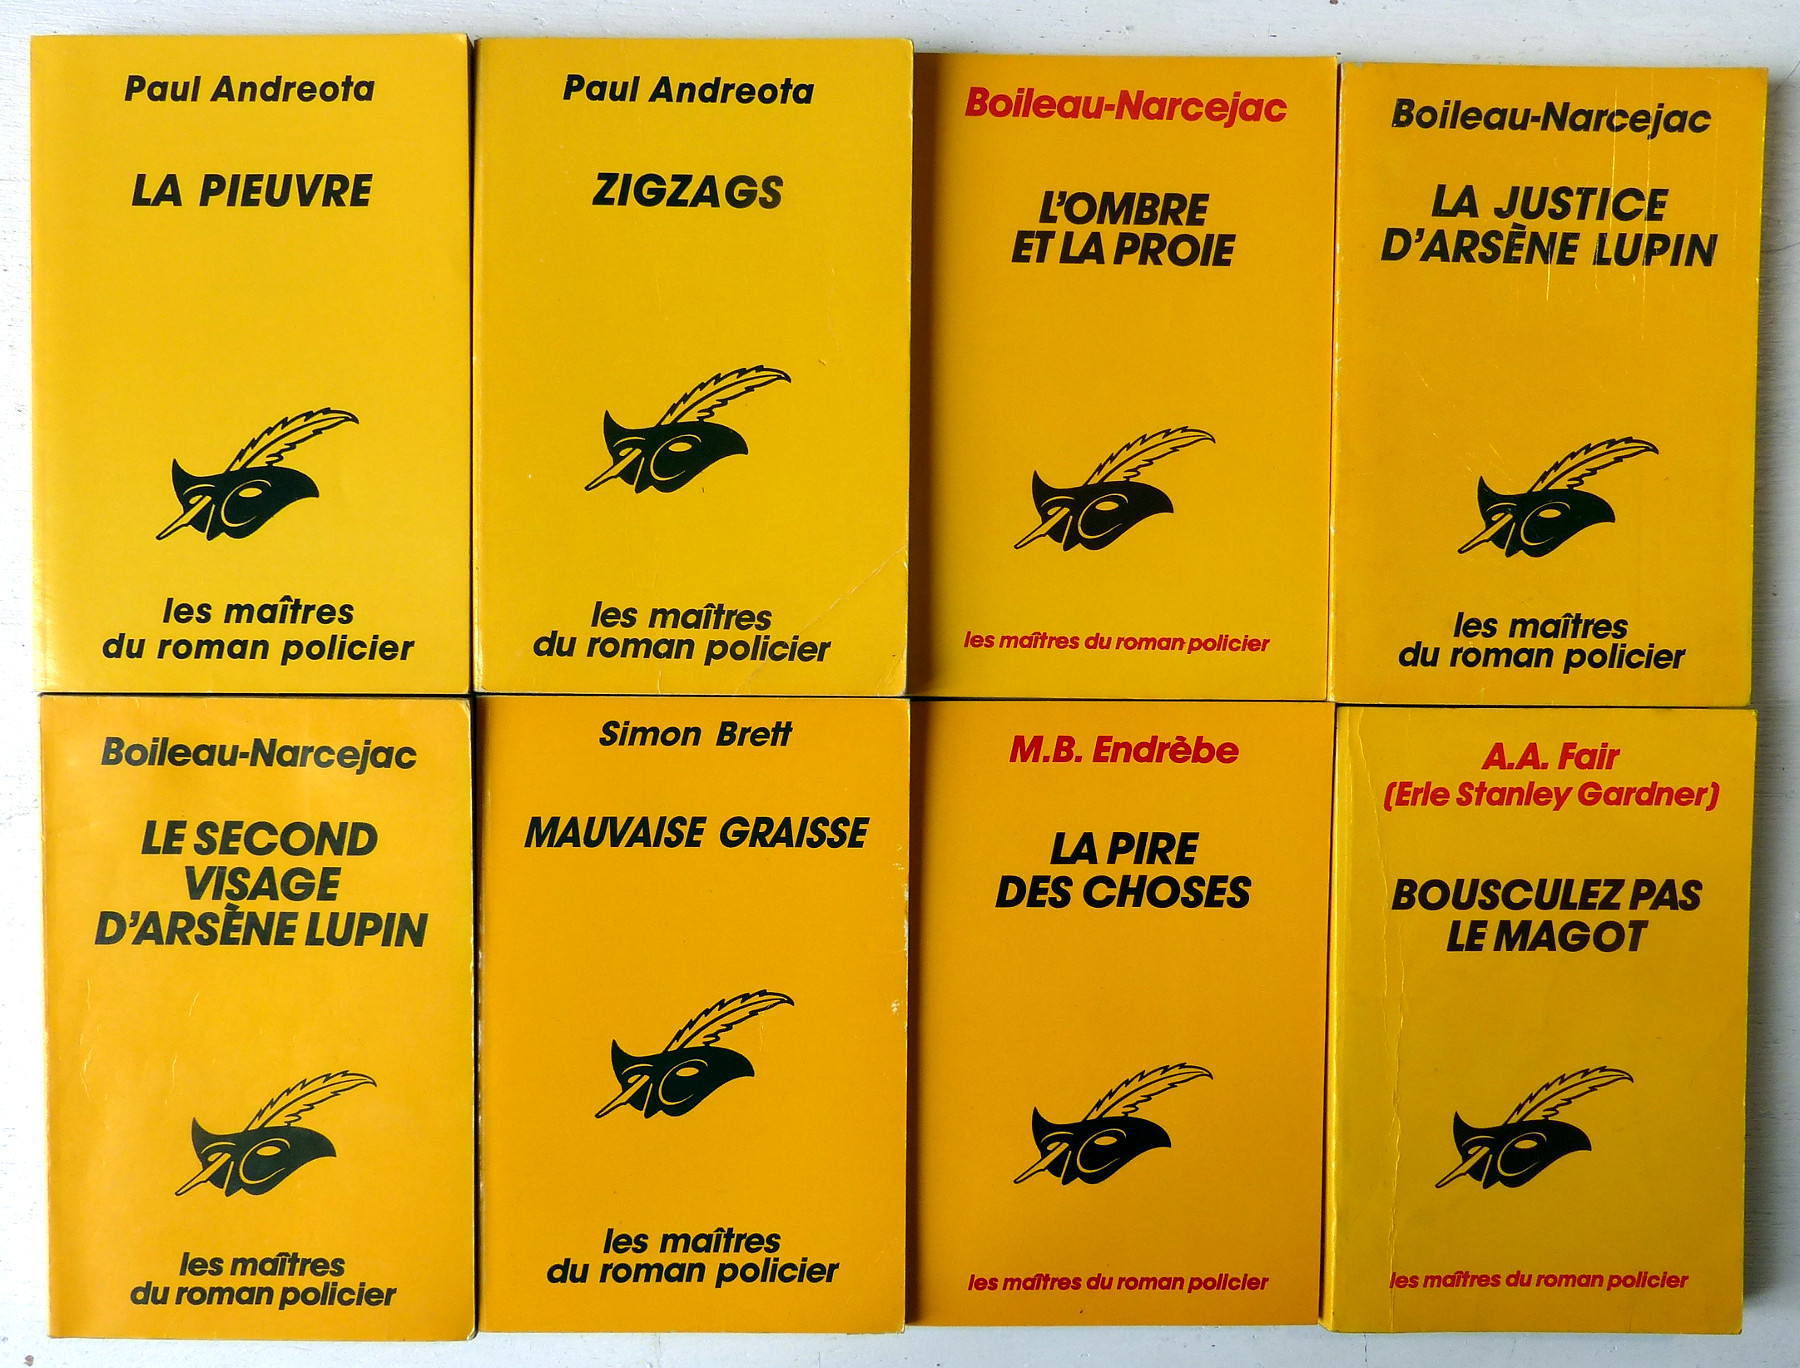 Paul Andreota
LA PIEUVRE
les maîtres
du roman policier
Paul Andreota
ZIGZAGS
les maîtres
du roman policier
Boileau-Narcejac
L'OMBRE
ET LA PROIE
les maîtres du roman policier
Boileau-Narcejac
LA JUSTICE
D'ARSÈNE LUPIN
les maîtres
du roman policier
Boileau-Narcejac
LE SECOND
VISAGE
D'ARSÈNE LUPIN
les maîtres
du roman policier
Simon Brett
MAUVAISE GRAISSE
les maîtres
du roman policier
M.B. Endrèbe
LA PIRE
DES CHOSES
les maîtres du roman policier
A.A. Fair
(Erle Stanley Gardner)
BOUSCULEZ PAS
LE MAGOT
les maîtres du roman policier